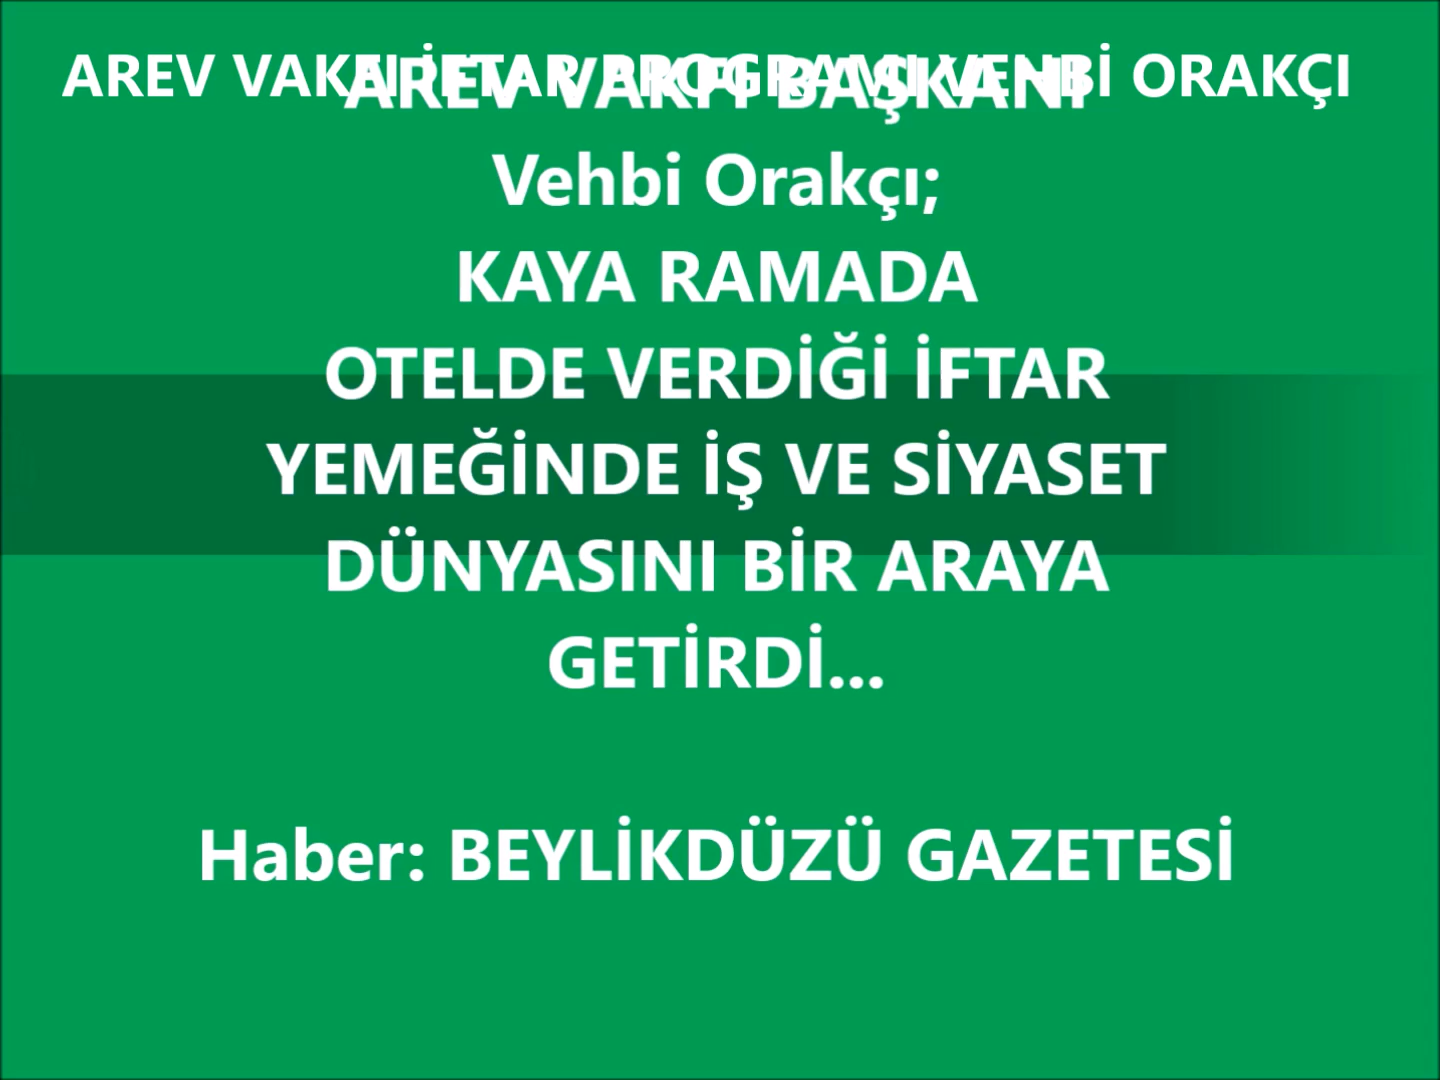 AREV VAKFI İFTAR PROGRAMI VEHBİ ORAKÇI
AREV VAKFI BAŞKANI
Vehbi Orakçı;
KAYA RAMADA
OTELDE VERDİĞİ İFTAR
YEMEĞİNDE İŞ VE SİYASET
DÜNYASINI BİR ARAYA
GETİRDİ...
Haber: BEYLİKDÜZÜ GAZETESİ